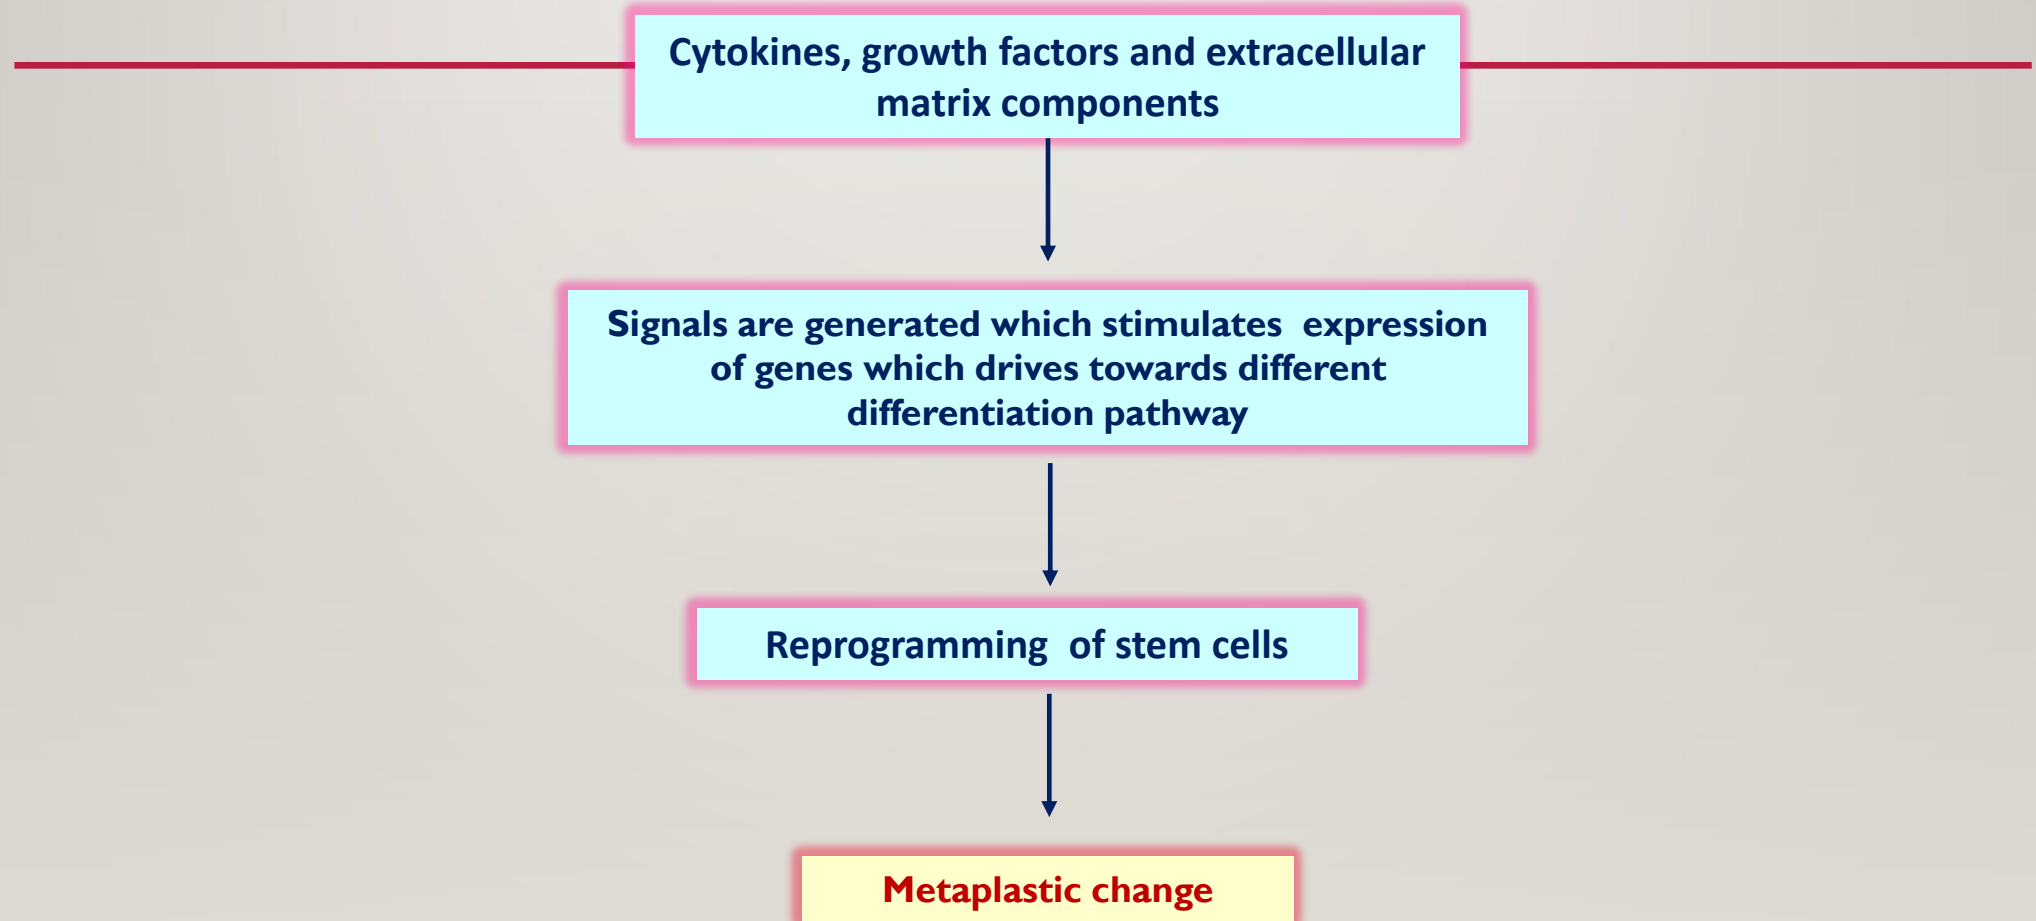 Cytokines, growth factors and extracellular
matrix components
Signals are generated which stimulates  expression
of genes which drives towards different
differentiation pathway
Reprogramming  of stem cells
Metaplastic change